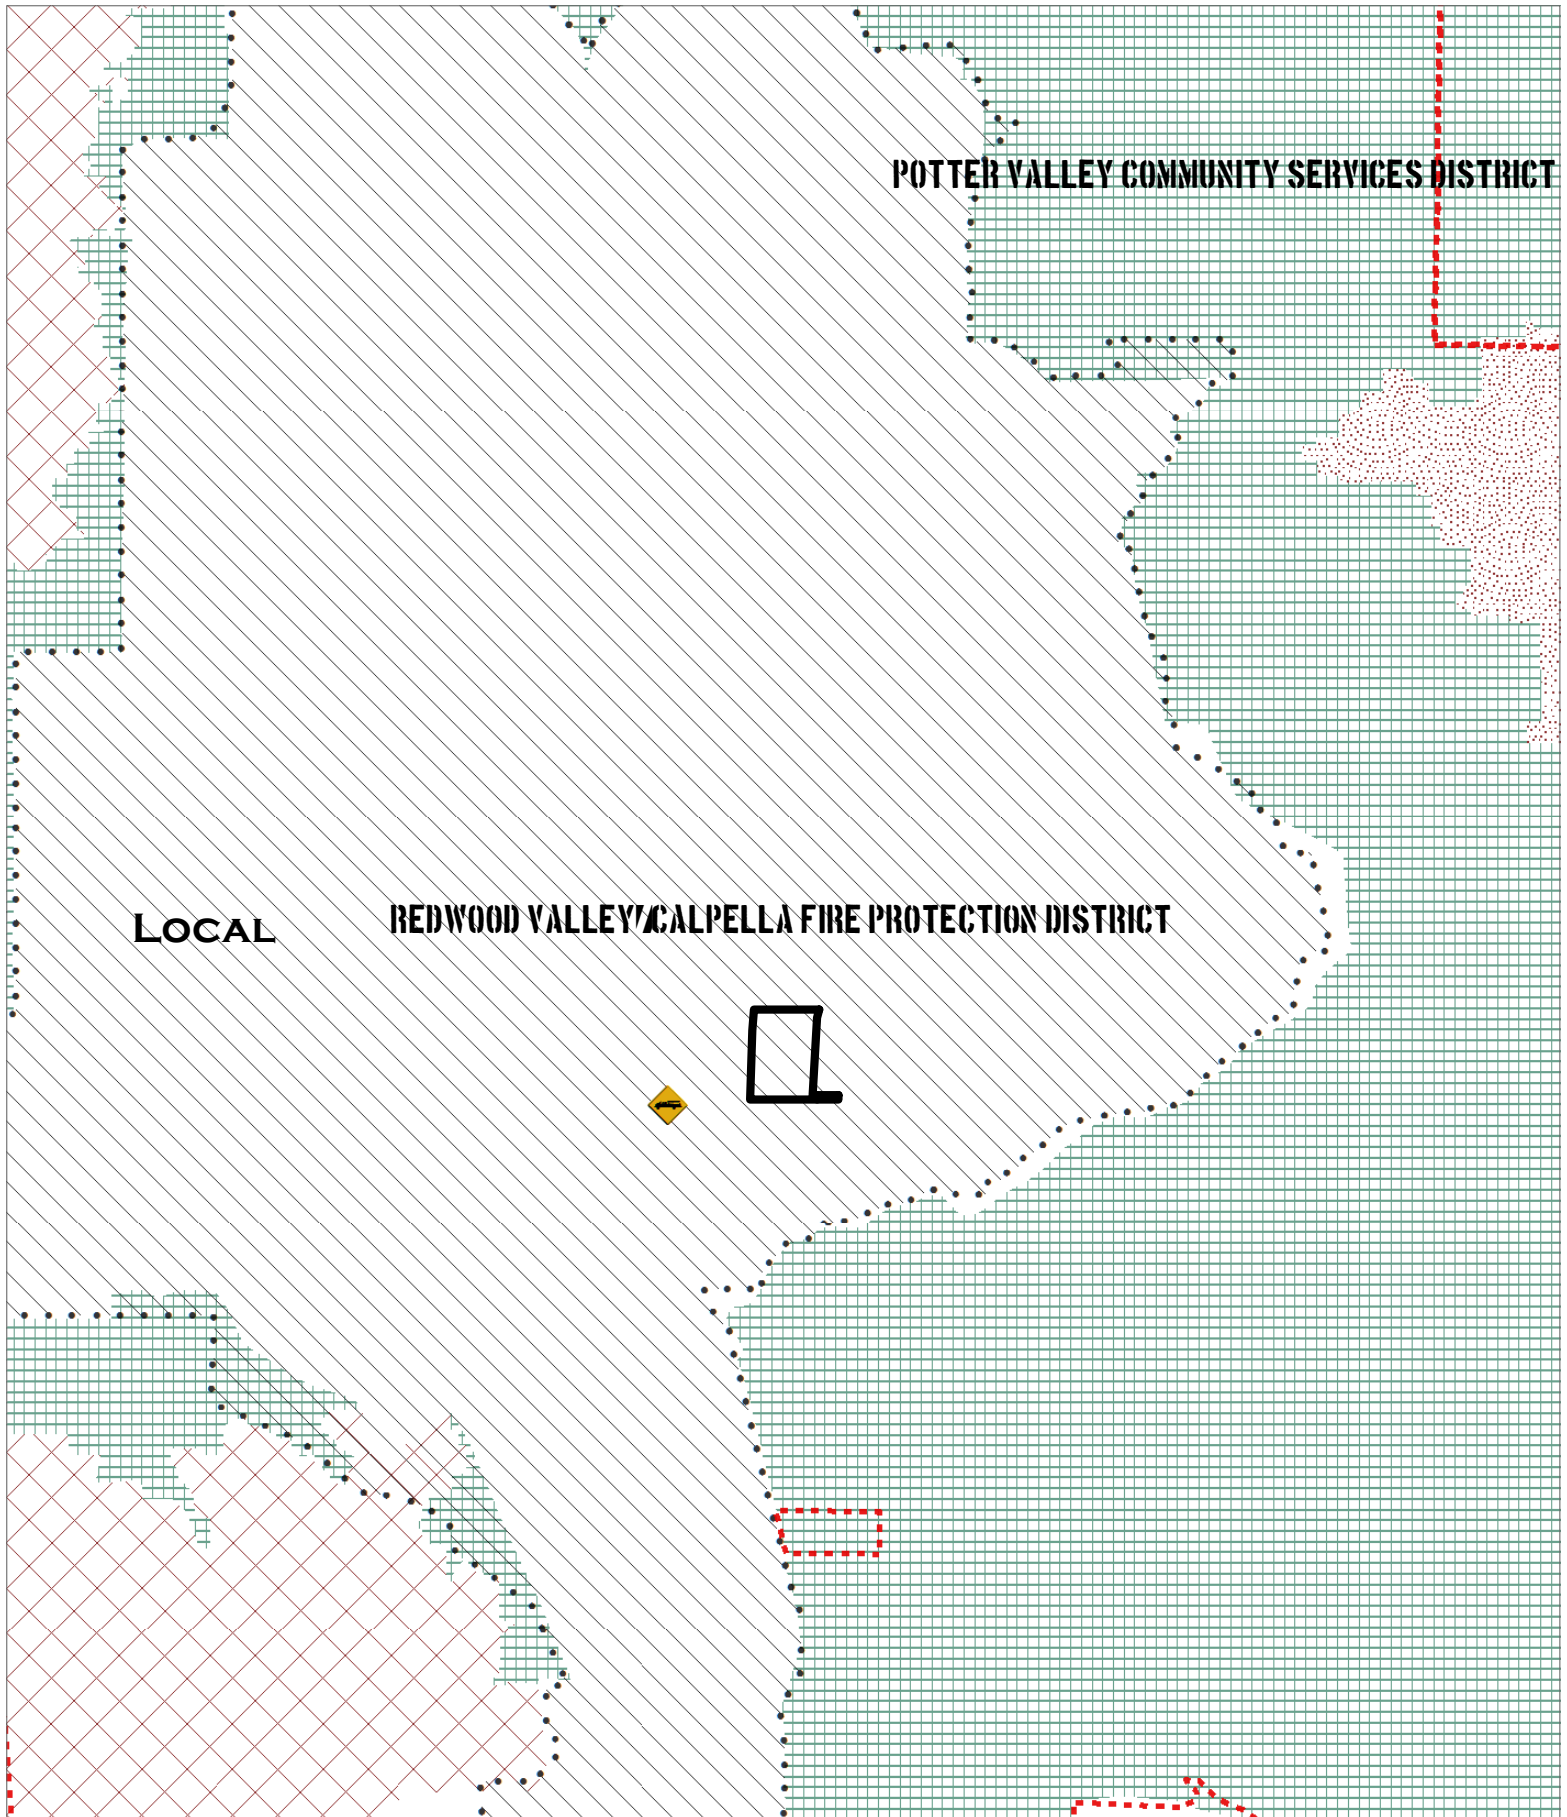 POTTER VALLEY COMMUNITY SERVICES DISTRICT
LOCAL
REDWOOD VALLEY/CALPELLA FIRE PROTECTION DISTRICT